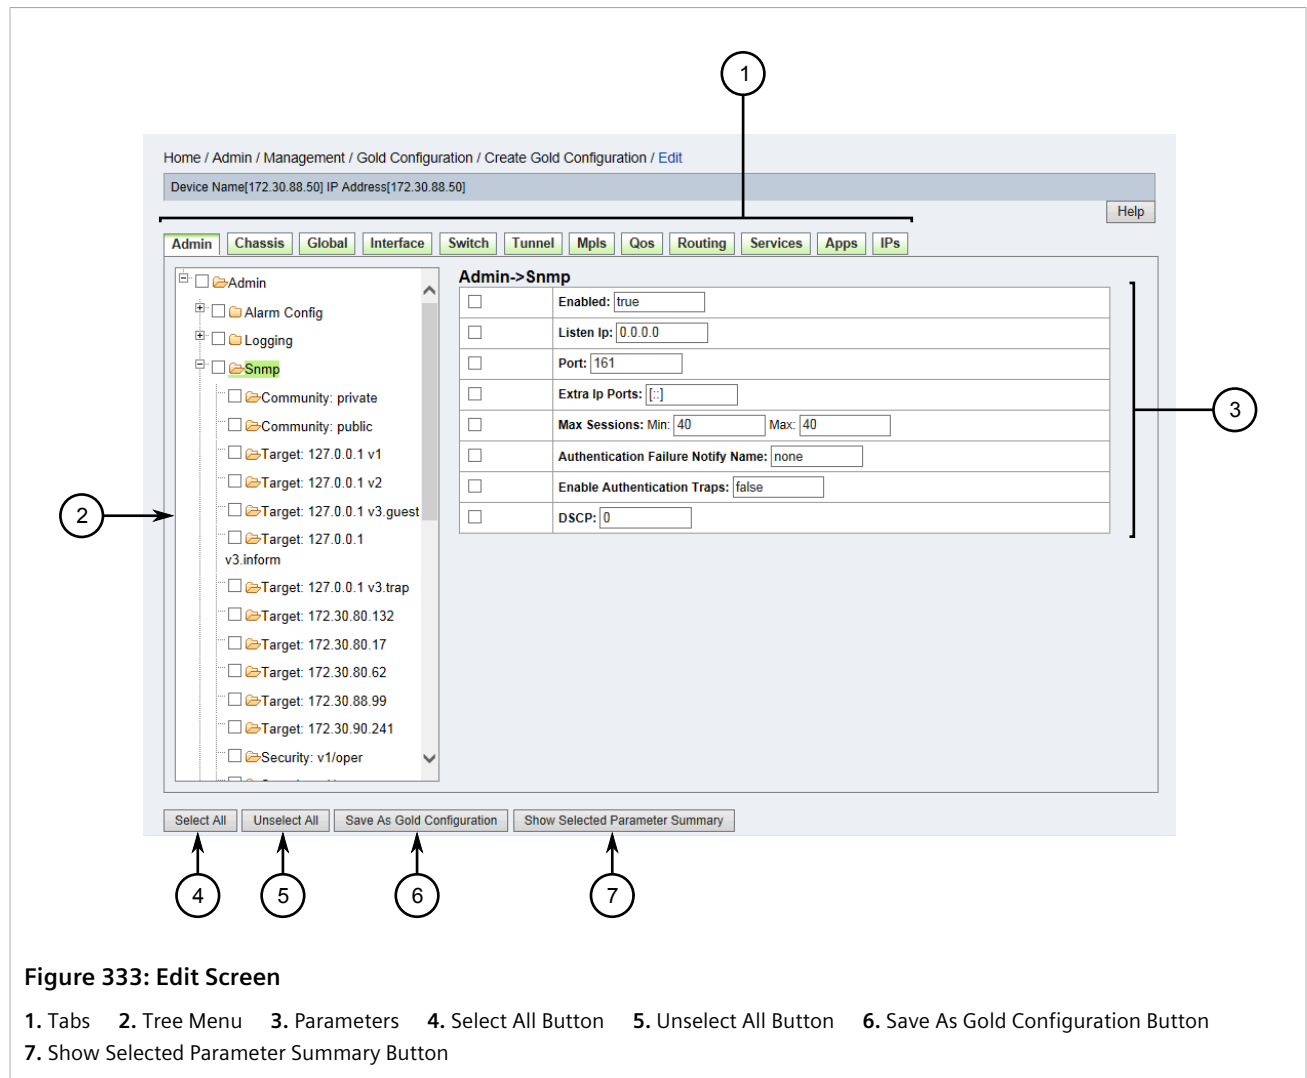 1
Home / Admin / Management / Gold Configuration / Create Gold Configuration / Edit
Device Name[172.30.88.50] IP Address[172.30.88.50]
Help
Admin Chassis Global Interface Switch Tunnel Mpls Qos Routing Services Apps IPs
Admin
Alarm Config
Logging
Snmp
Community: private
Community: public
Target: 127.0.0.1 v1
Target: 127.0.0.1 v2
Target: 127.0.0.1 v3.guest
Target: 127.0.0.1
v3.inform
Target: 127.0.0.1 v3.trap
Target: 172.30.80.132
Target: 172.30.80.17
Target: 172.30.80.62
Target: 172.30.88.99
Target: 172.30.90.241
Security: v1/oper
Admin->Snmp
Enabled: true
Listen Ip: 0.0.0.0
Port: 161
Extra Ip Ports: [::]
Max Sessions: Min: 40 Max: 40
Authentication Failure Notify Name: none
Enable Authentication Traps: false
DSCP: 0
2
3
Select All Unselect All Save As Gold Configuration Show Selected Parameter Summary
4 5 6 7
Figure 333: Edit Screen
1. Tabs 2. Tree Menu 3. Parameters 4. Select All Button 5. Unselect All Button 6. Save As Gold Configuration Button
7. Show Selected Parameter Summary Button